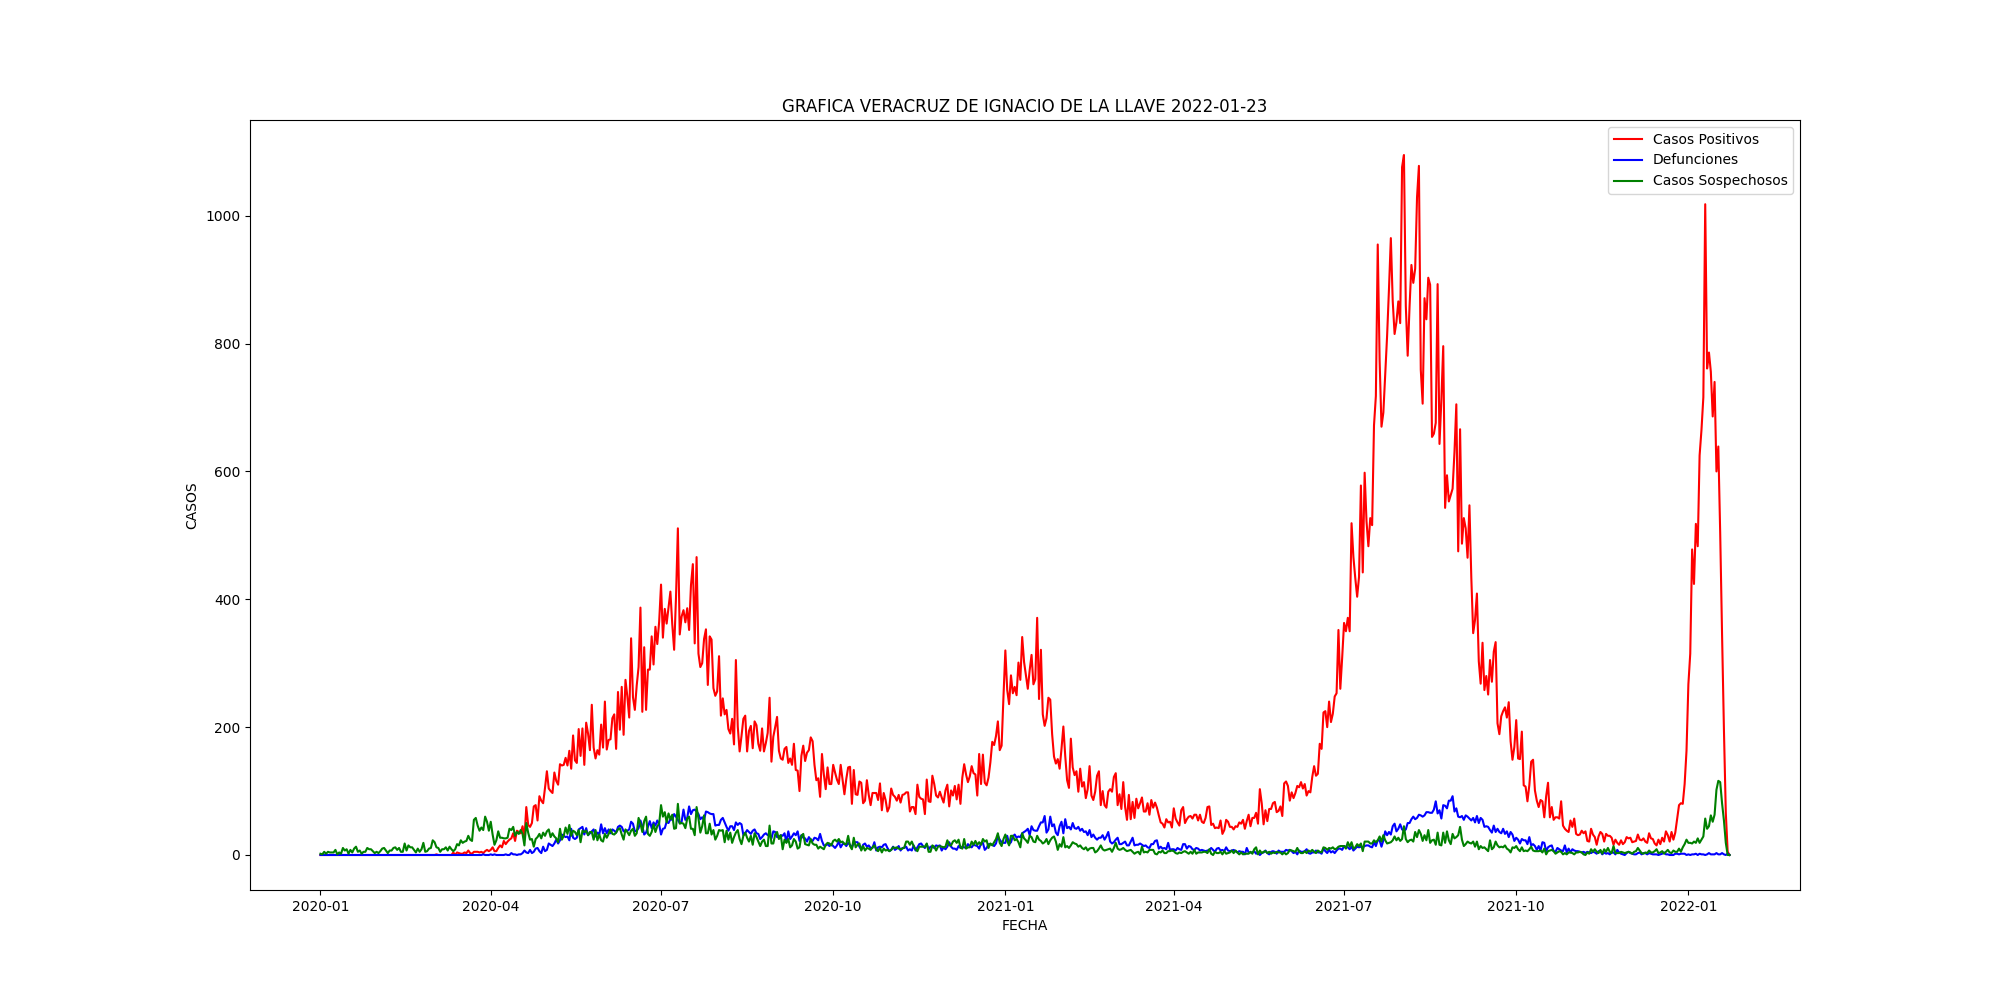 GRAFICA VERACRUZ DE IGNACIO DE LA LLAVE 2022-01-23
Casos Positivos
Defunciones
Casos Sospechosos
1000
800
600
400
200
0
CASOS
2020-01
2020-04
2020-07
2020-10
2021-01
2021-04
2021-07
2021-10
2022-01
FECHA